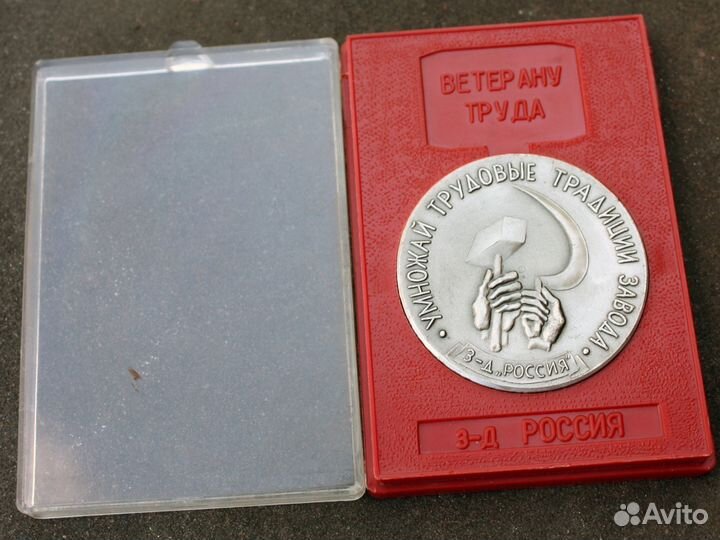 ВЕТЕРАНУ
ТРУДА
• УМНОЖАЙ ТРУДОВЫЕ ТРАДИЦИИ ЗАВОДА •
З-Д „РОССИЯ"
з-д РОССИЯ
Avito